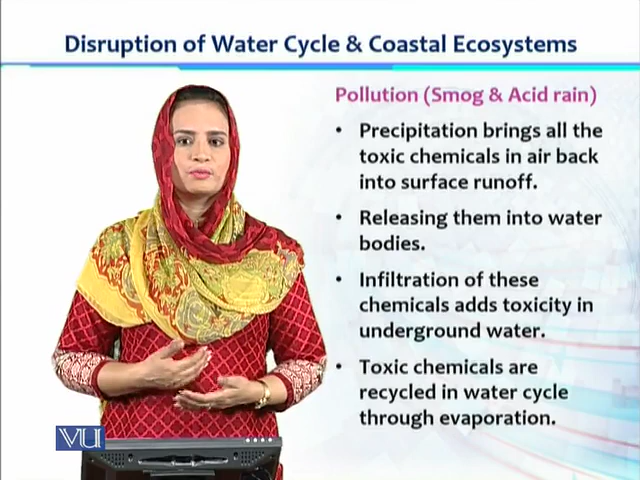 Disruption of Water Cycle & Coastal Ecosystems
Pollution (Smog & Acid rain)
• Precipitation brings all the
toxic chemicals in air back
into surface runoff.
• Releasing them into water
bodies.
• Infiltration of these
chemicals adds toxicity in
underground water.
• Toxic chemicals are
recycled in water cycle
through evaporation.
VU